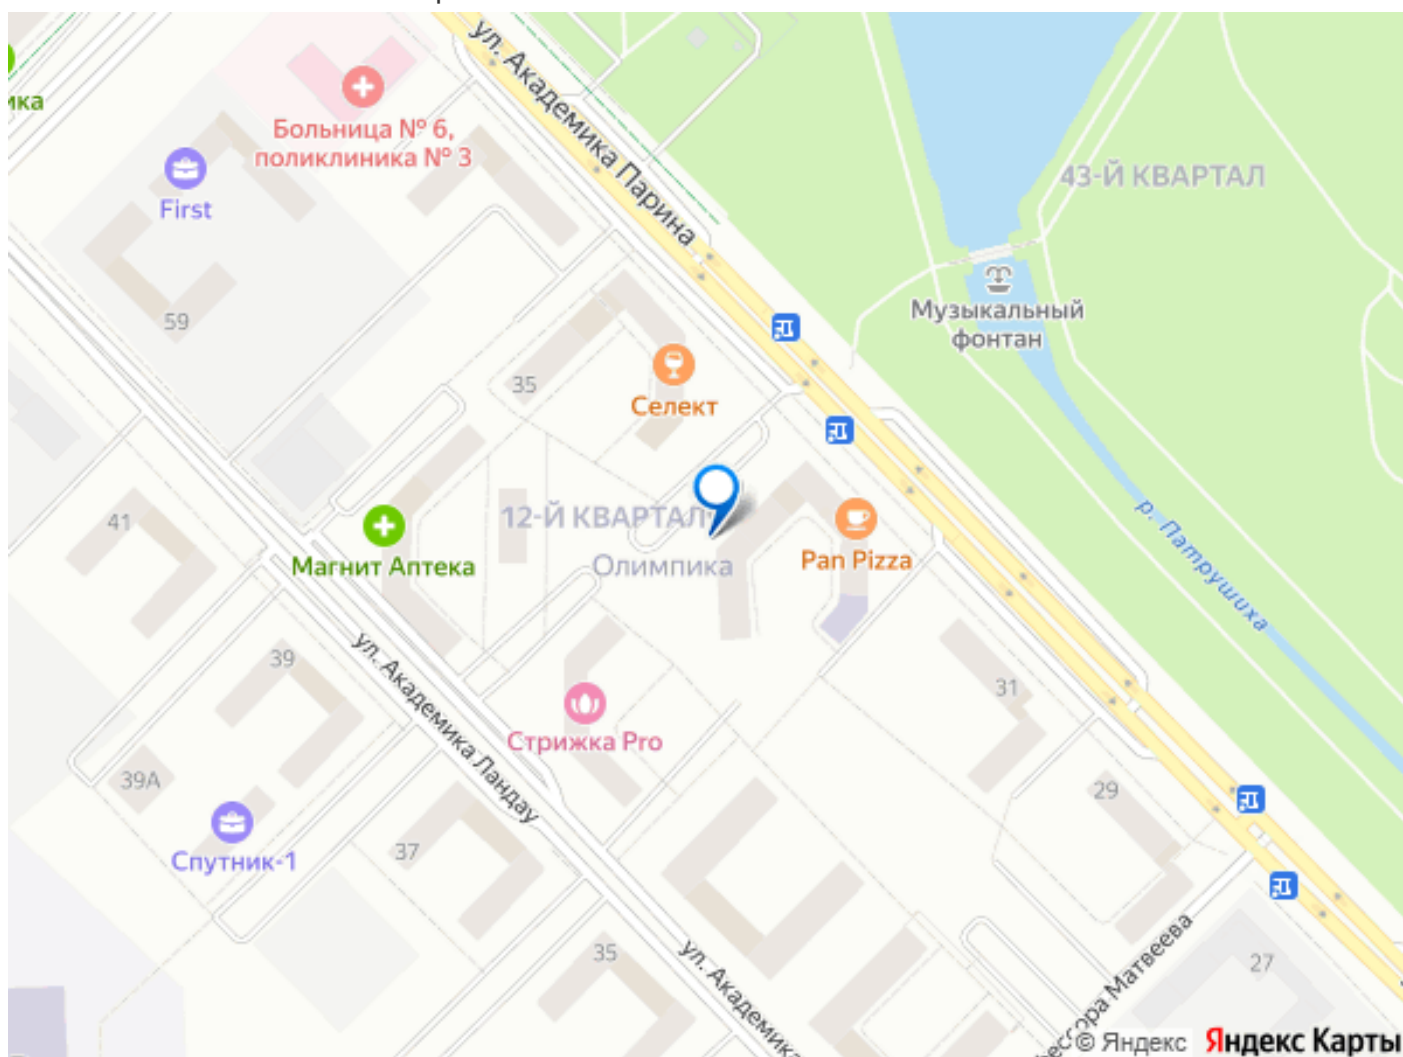 ика
Больница № 6,
поликлиника № 3
First
ул. Академика Парина
43-Й КВАРТАЛ
Музыкальный
фонтан
59
35
Селект
41
Магнит Аптека
12-Й КВАРТАЛ
Олимпика
Pan Pizza
р. Патрушиха
39
ул. Академика Ландау
31
Стрижка Pro
39А
29
Спутник-1
37
35
ул. Академика
27
ессора Матвеева
© Яндекс Яндекс Карты